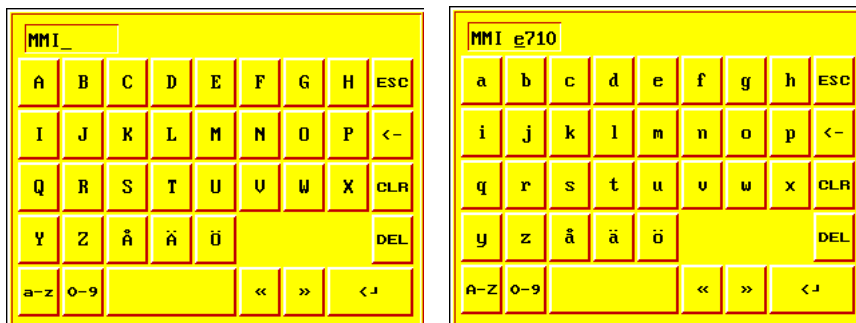 MMI_
A B C D E F G H ESC
I J K L M N O P <-
Q R S T U V W X CLR
Y Z Å Ä Ö DEL
a-z 0-9 « » <┘
MMI e710
a b c d e f g h ESC
i j k l m n o p <-
q r s t u v w x CLR
y z å ä ö DEL
A-Z 0-9 « » <┘